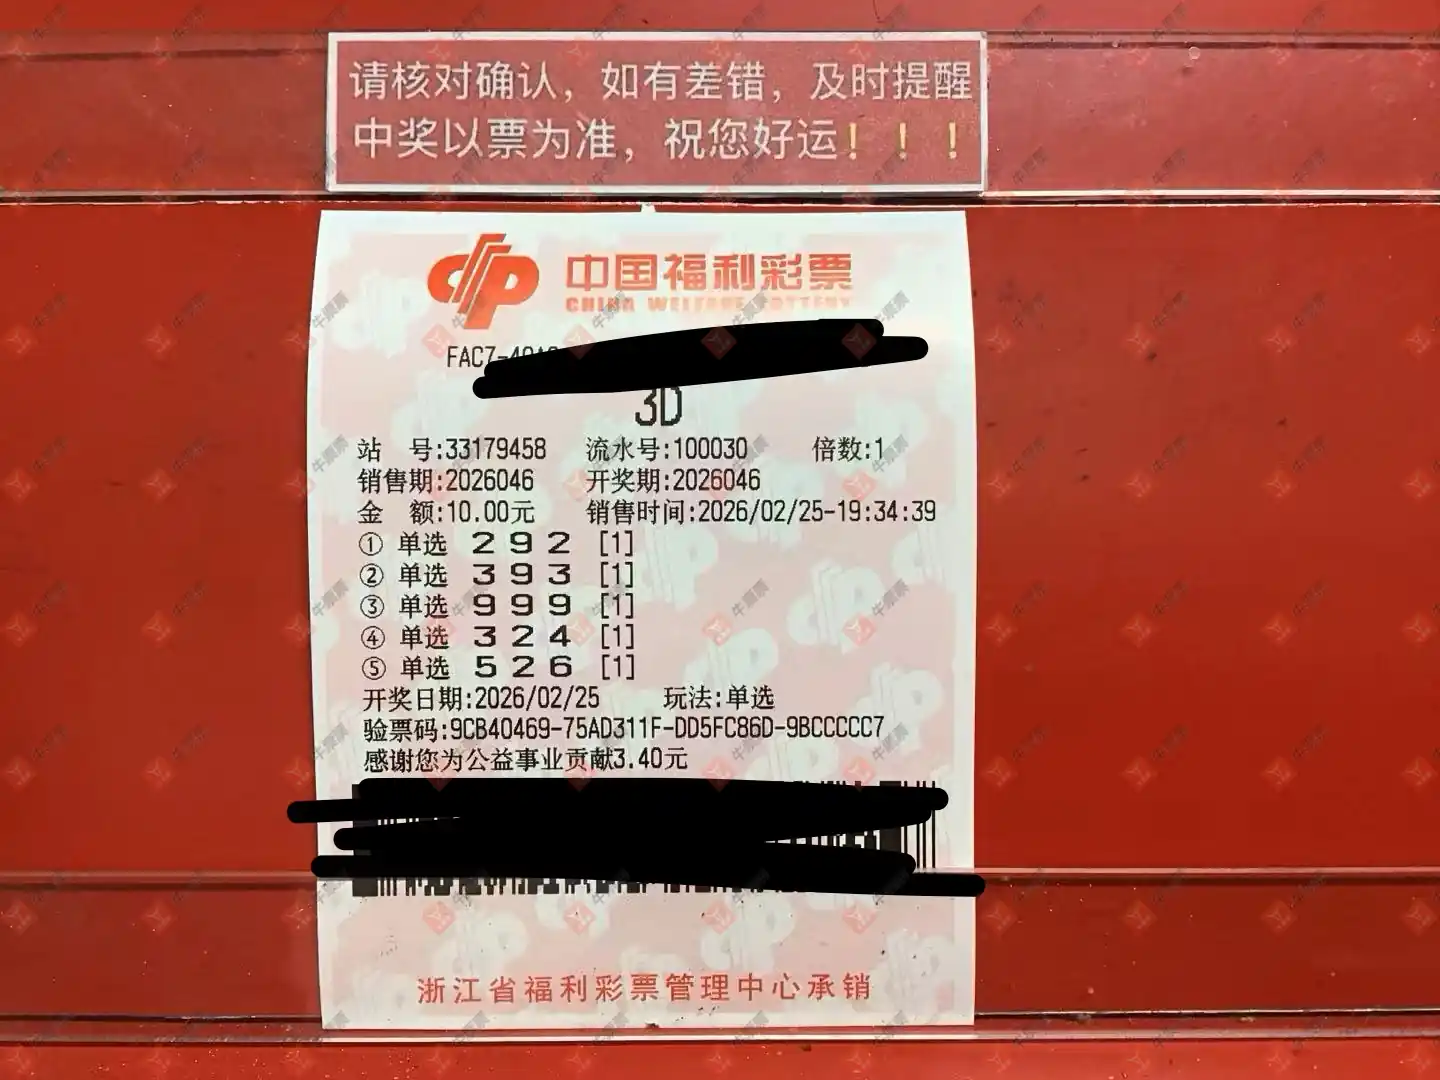 请核对确认，如有差错，及时提醒
中奖以票为准，祝您好运！！！
中国福利彩票
CHINA WELFARE LOTTERY
FAC7-40A
3D
站 号:33179458 流水号:100030 倍数:1
销售期:2026046 开奖期:2026046
金 额:10.00元 销售时间:2026/02/25-19:34:39
① 单选 2 9 2 [1]
② 单选 3 9 3 [1]
③ 单选 9 9 9 [1]
④ 单选 3 2 4 [1]
⑤ 单选 5 2 6 [1]
开奖日期:2026/02/25 玩法:单选
验票码:9CB40469-75AD311F-DD5FC86D-9BCCCCC7
感谢您为公益事业贡献3.40元
浙江省福利彩票管理中心承销